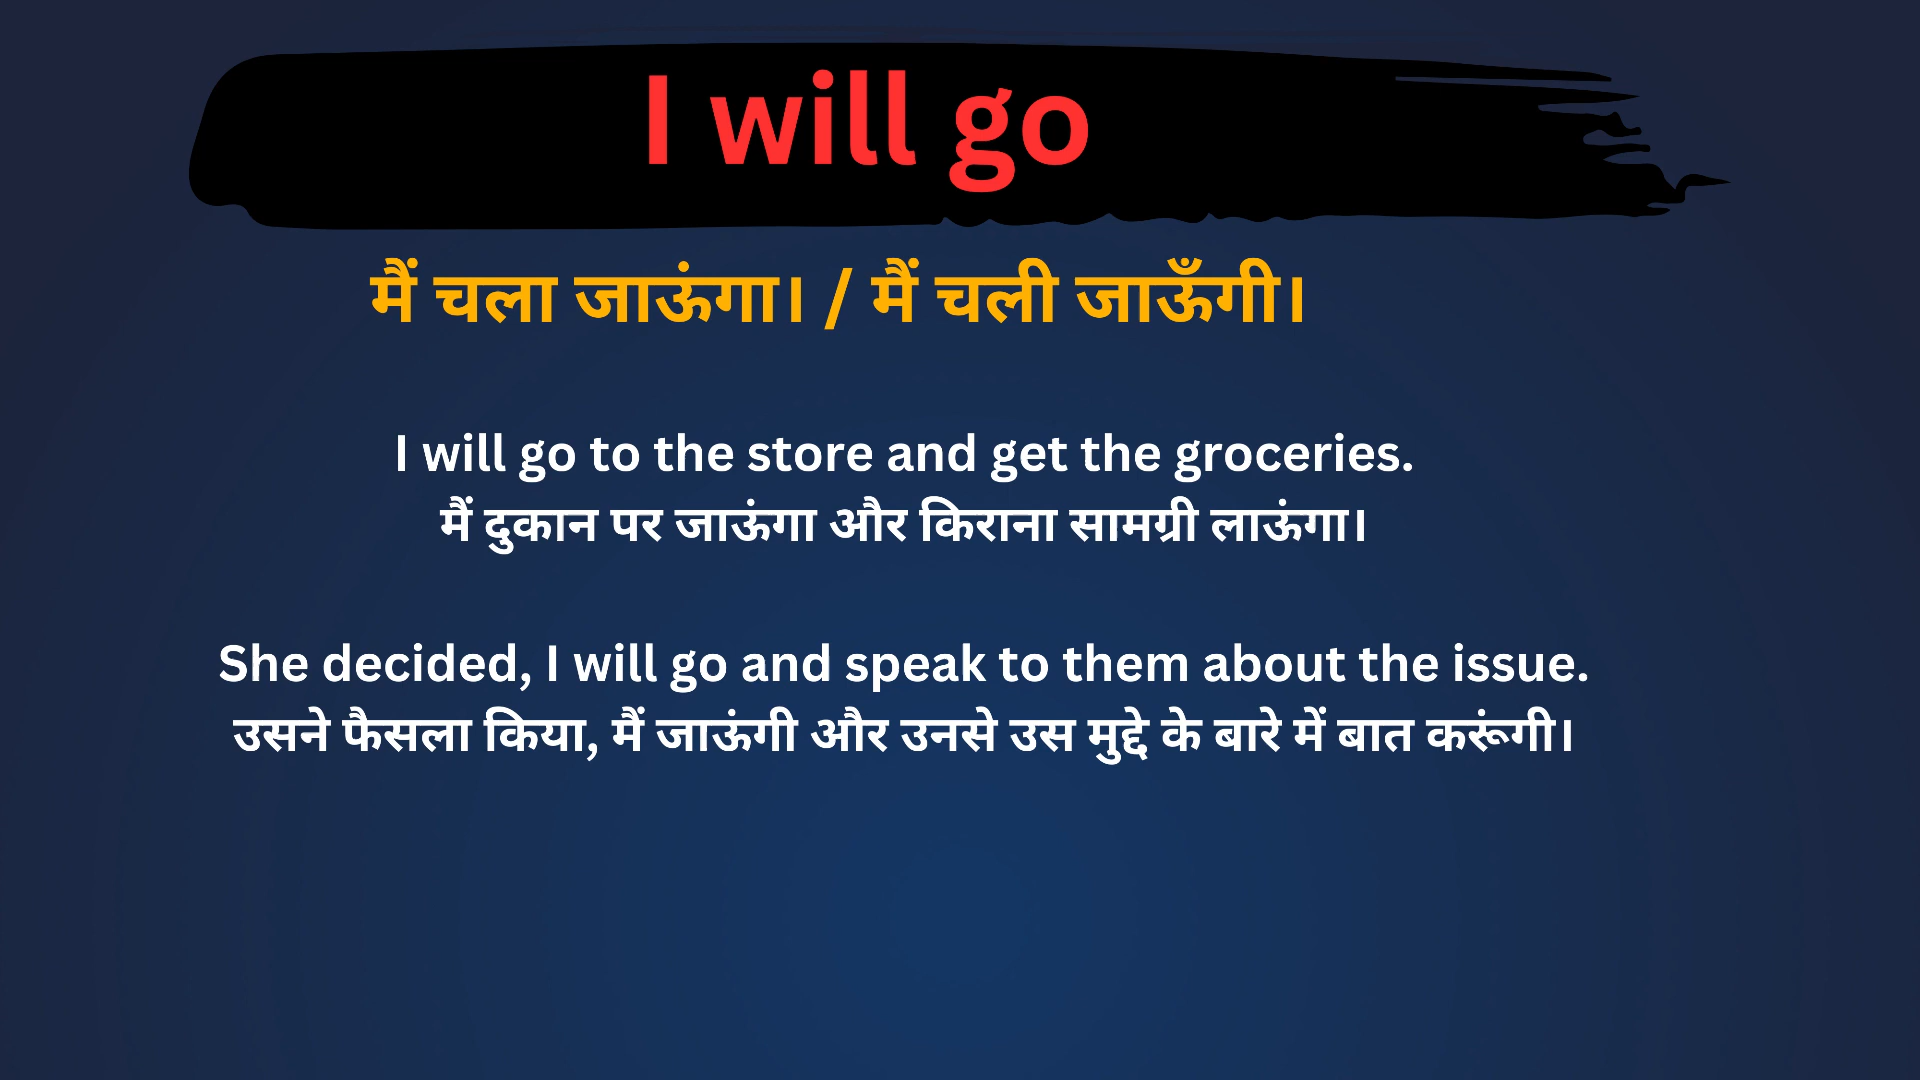 I will go
मैं चला जाऊंगा। / मैं चली जाऊँगी।
I will go to the store and get the groceries.
मैं दुकान पर जाऊंगा और किराना सामग्री लाऊंगा।
She decided, I will go and speak to them about the issue.
उसने फैसला किया, मैं जाऊंगी और उनसे उस मुद्दे के बारे में बात करूंगी।